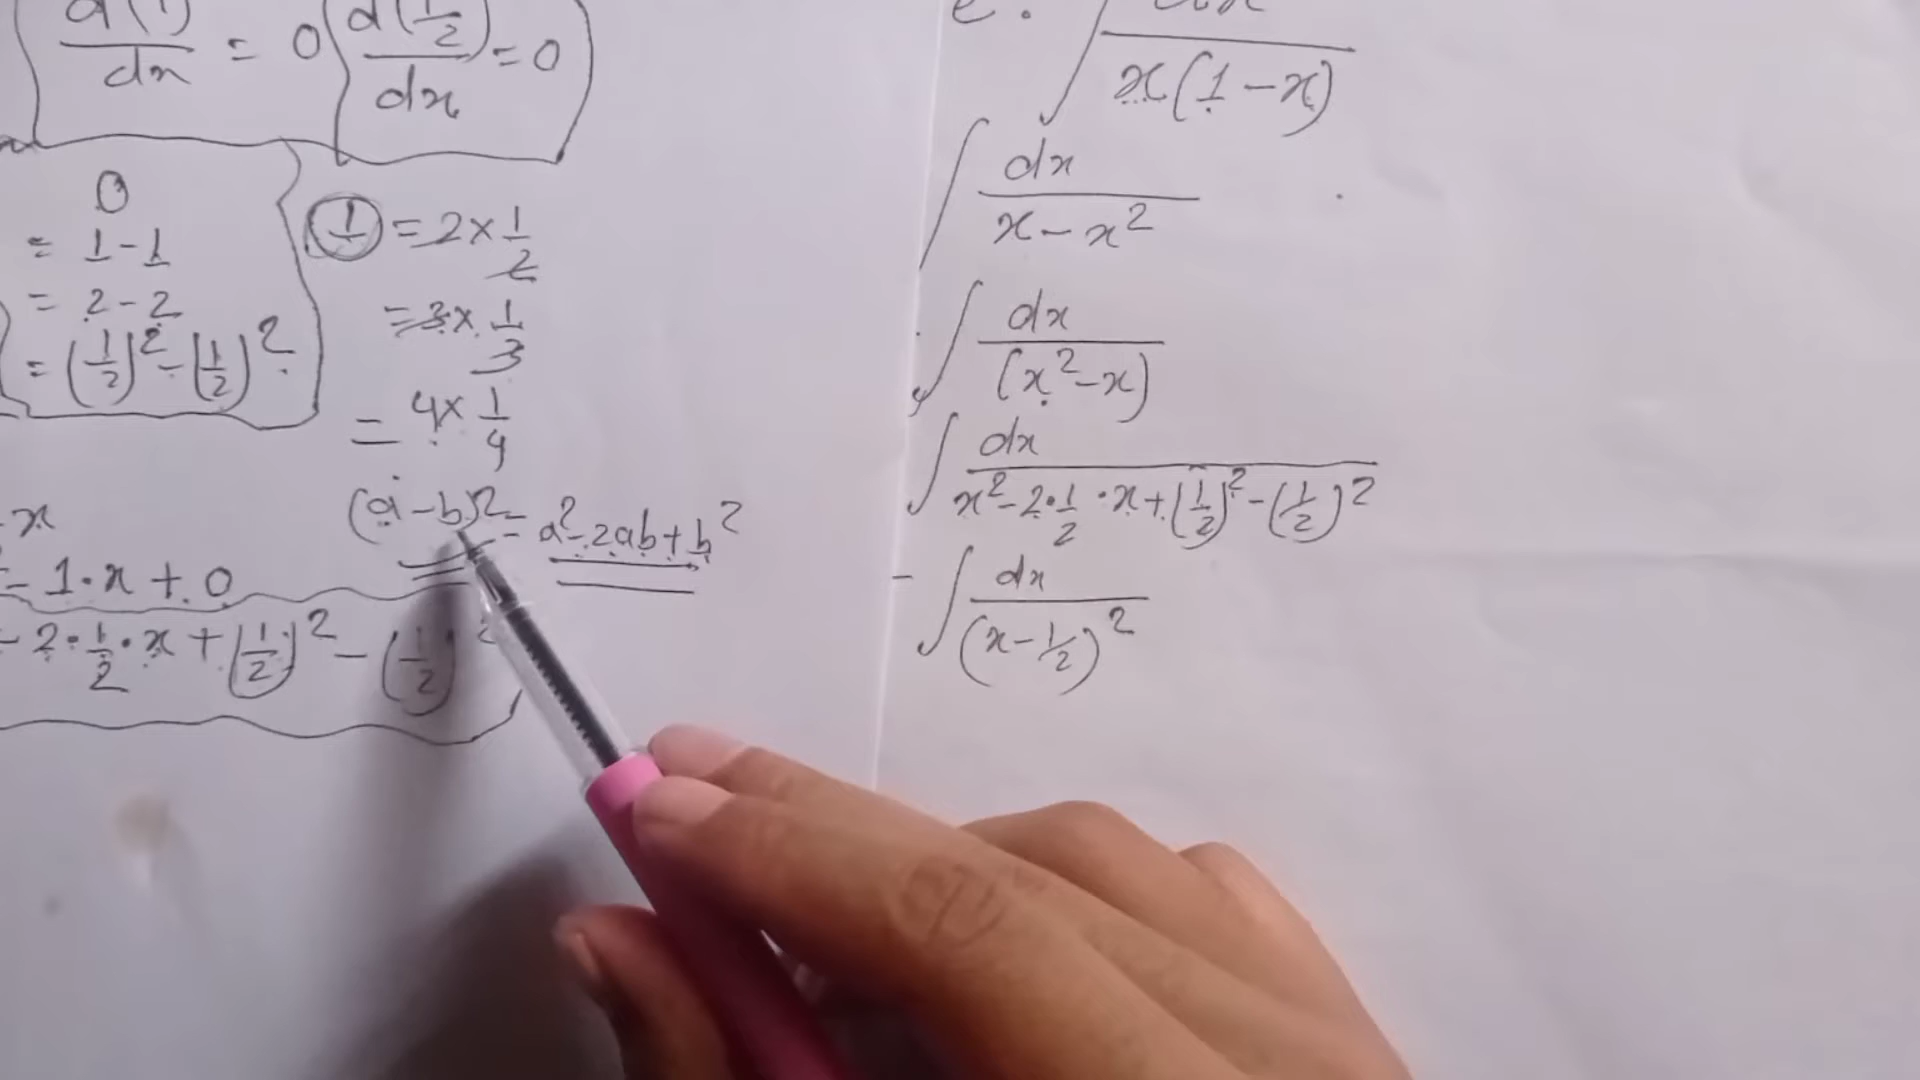 d(1)/dx = 0
d(1/2)/dx = 0
0
= 1 - 1
= 2 - 2
= (1/2)² - (1/2)²
1 = 2 × 1/2
= 3 × 1/3
= 4 × 1/4
(a - b)² = a² - 2ab + b²
- x
- 1·x + 0
- 2·1/2·x + (1/2)² - (1/2)²
e. ∫ dx/x(1-x)
∫ dx/x - x²
∫ dx/(x² - x)
∫ dx/x² - 2·1/2·x + (1/2)² - (1/2)²
- ∫ dx/(x - 1/2)²